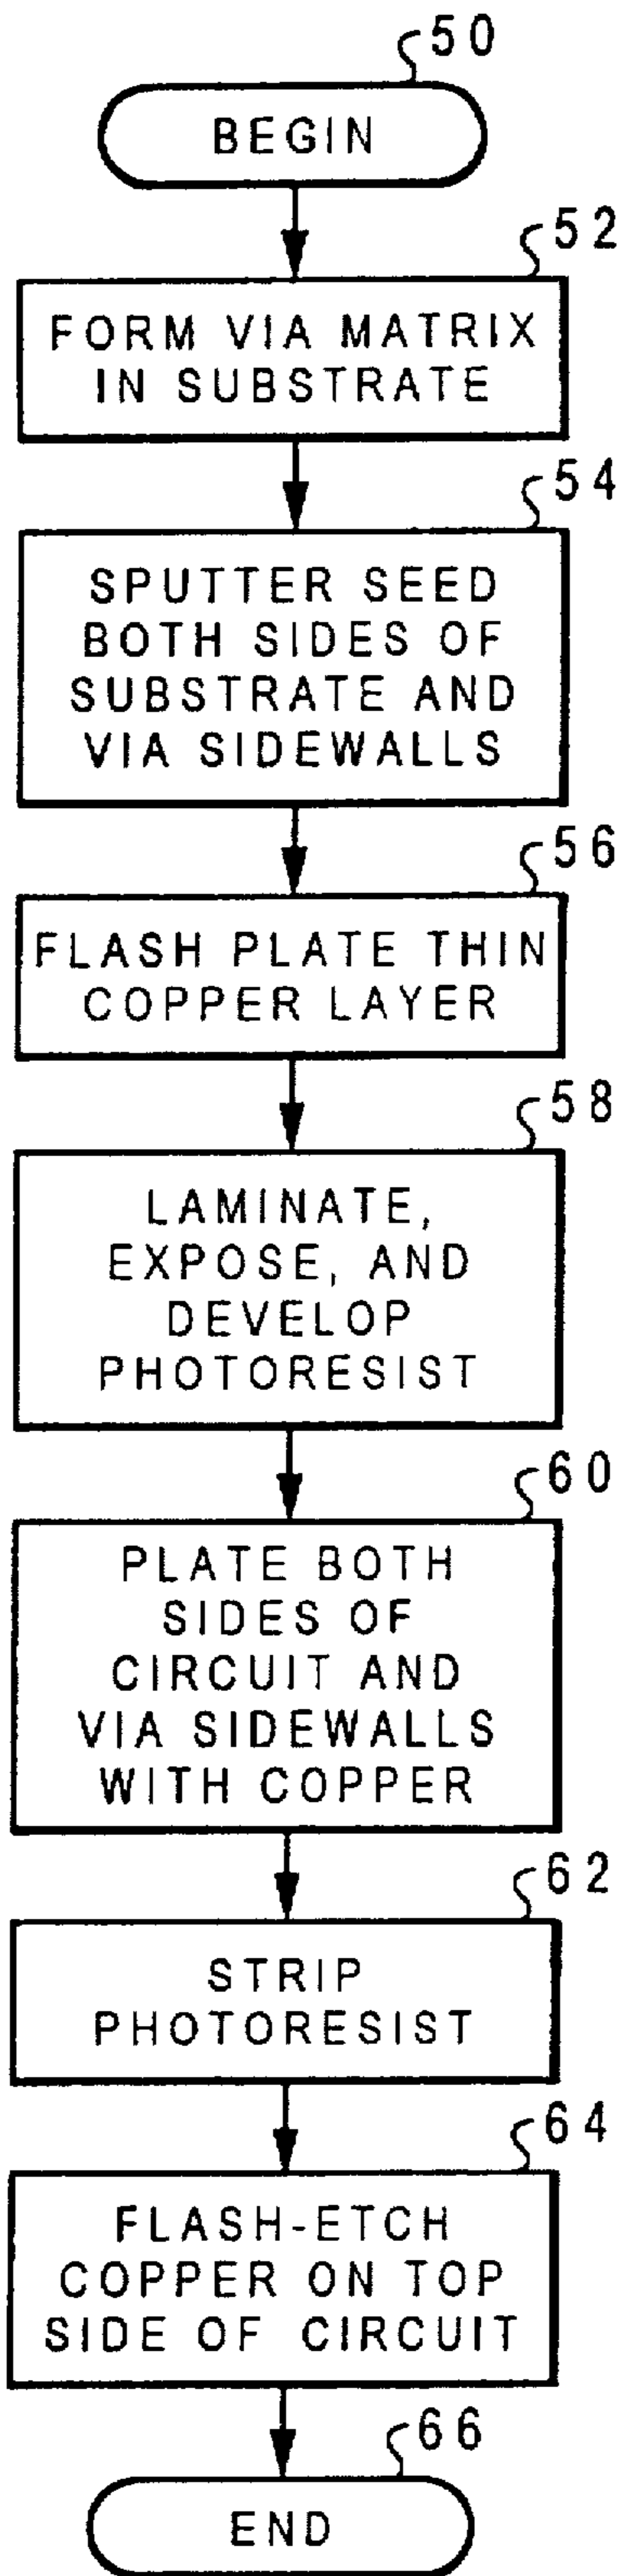 50
BEGIN
52
FORM VIA MATRIX
IN SUBSTRATE
54
SPUTTER SEED
BOTH SIDES OF
SUBSTRATE AND
VIA SIDEWALLS
56
FLASH PLATE THIN
COPPER LAYER
58
LAMINATE,
EXPOSE, AND
DEVELOP
PHOTORESIST
60
PLATE BOTH
SIDES OF
CIRCUIT AND
VIA SIDEWALLS
WITH COPPER
62
STRIP
PHOTORESIST
64
FLASH-ETCH
COPPER ON TOP
SIDE OF CIRCUIT
66
END